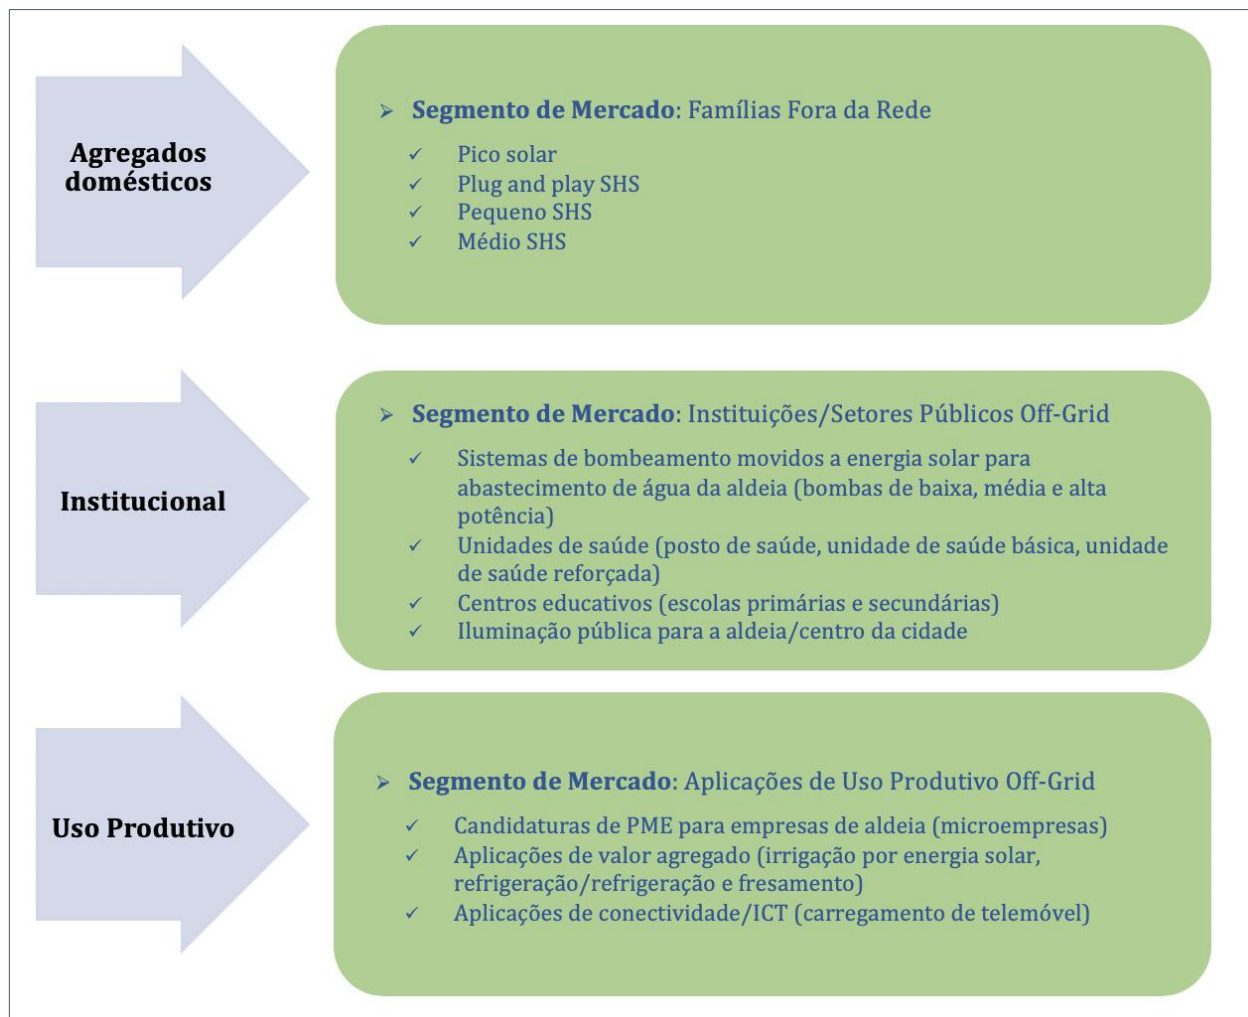 Agregados
domésticos
➢ Segmento de Mercado: Famílias Fora da Rede
✓ Pico solar
✓ Plug and play SHS
✓ Pequeno SHS
✓ Médio SHS
Institucional
➢ Segmento de Mercado: Instituições/Setores Públicos Off-Grid
✓ Sistemas de bombeamento movidos a energia solar para
abastecimento de água da aldeia (bombas de baixa, média e alta
potência)
✓ Unidades de saúde (posto de saúde, unidade de saúde básica, unidade
de saúde reforçada)
✓ Centros educativos (escolas primárias e secundárias)
✓ Iluminação pública para a aldeia/centro da cidade
Uso Produtivo
➢ Segmento de Mercado: Aplicações de Uso Produtivo Off-Grid
✓ Candidaturas de PME para empresas de aldeia (microempresas)
✓ Aplicações de valor agregado (irrigação por energia solar,
refrigeração/refrigeração e fresamento)
✓ Aplicações de conectividade/ICT (carregamento de telemóvel)